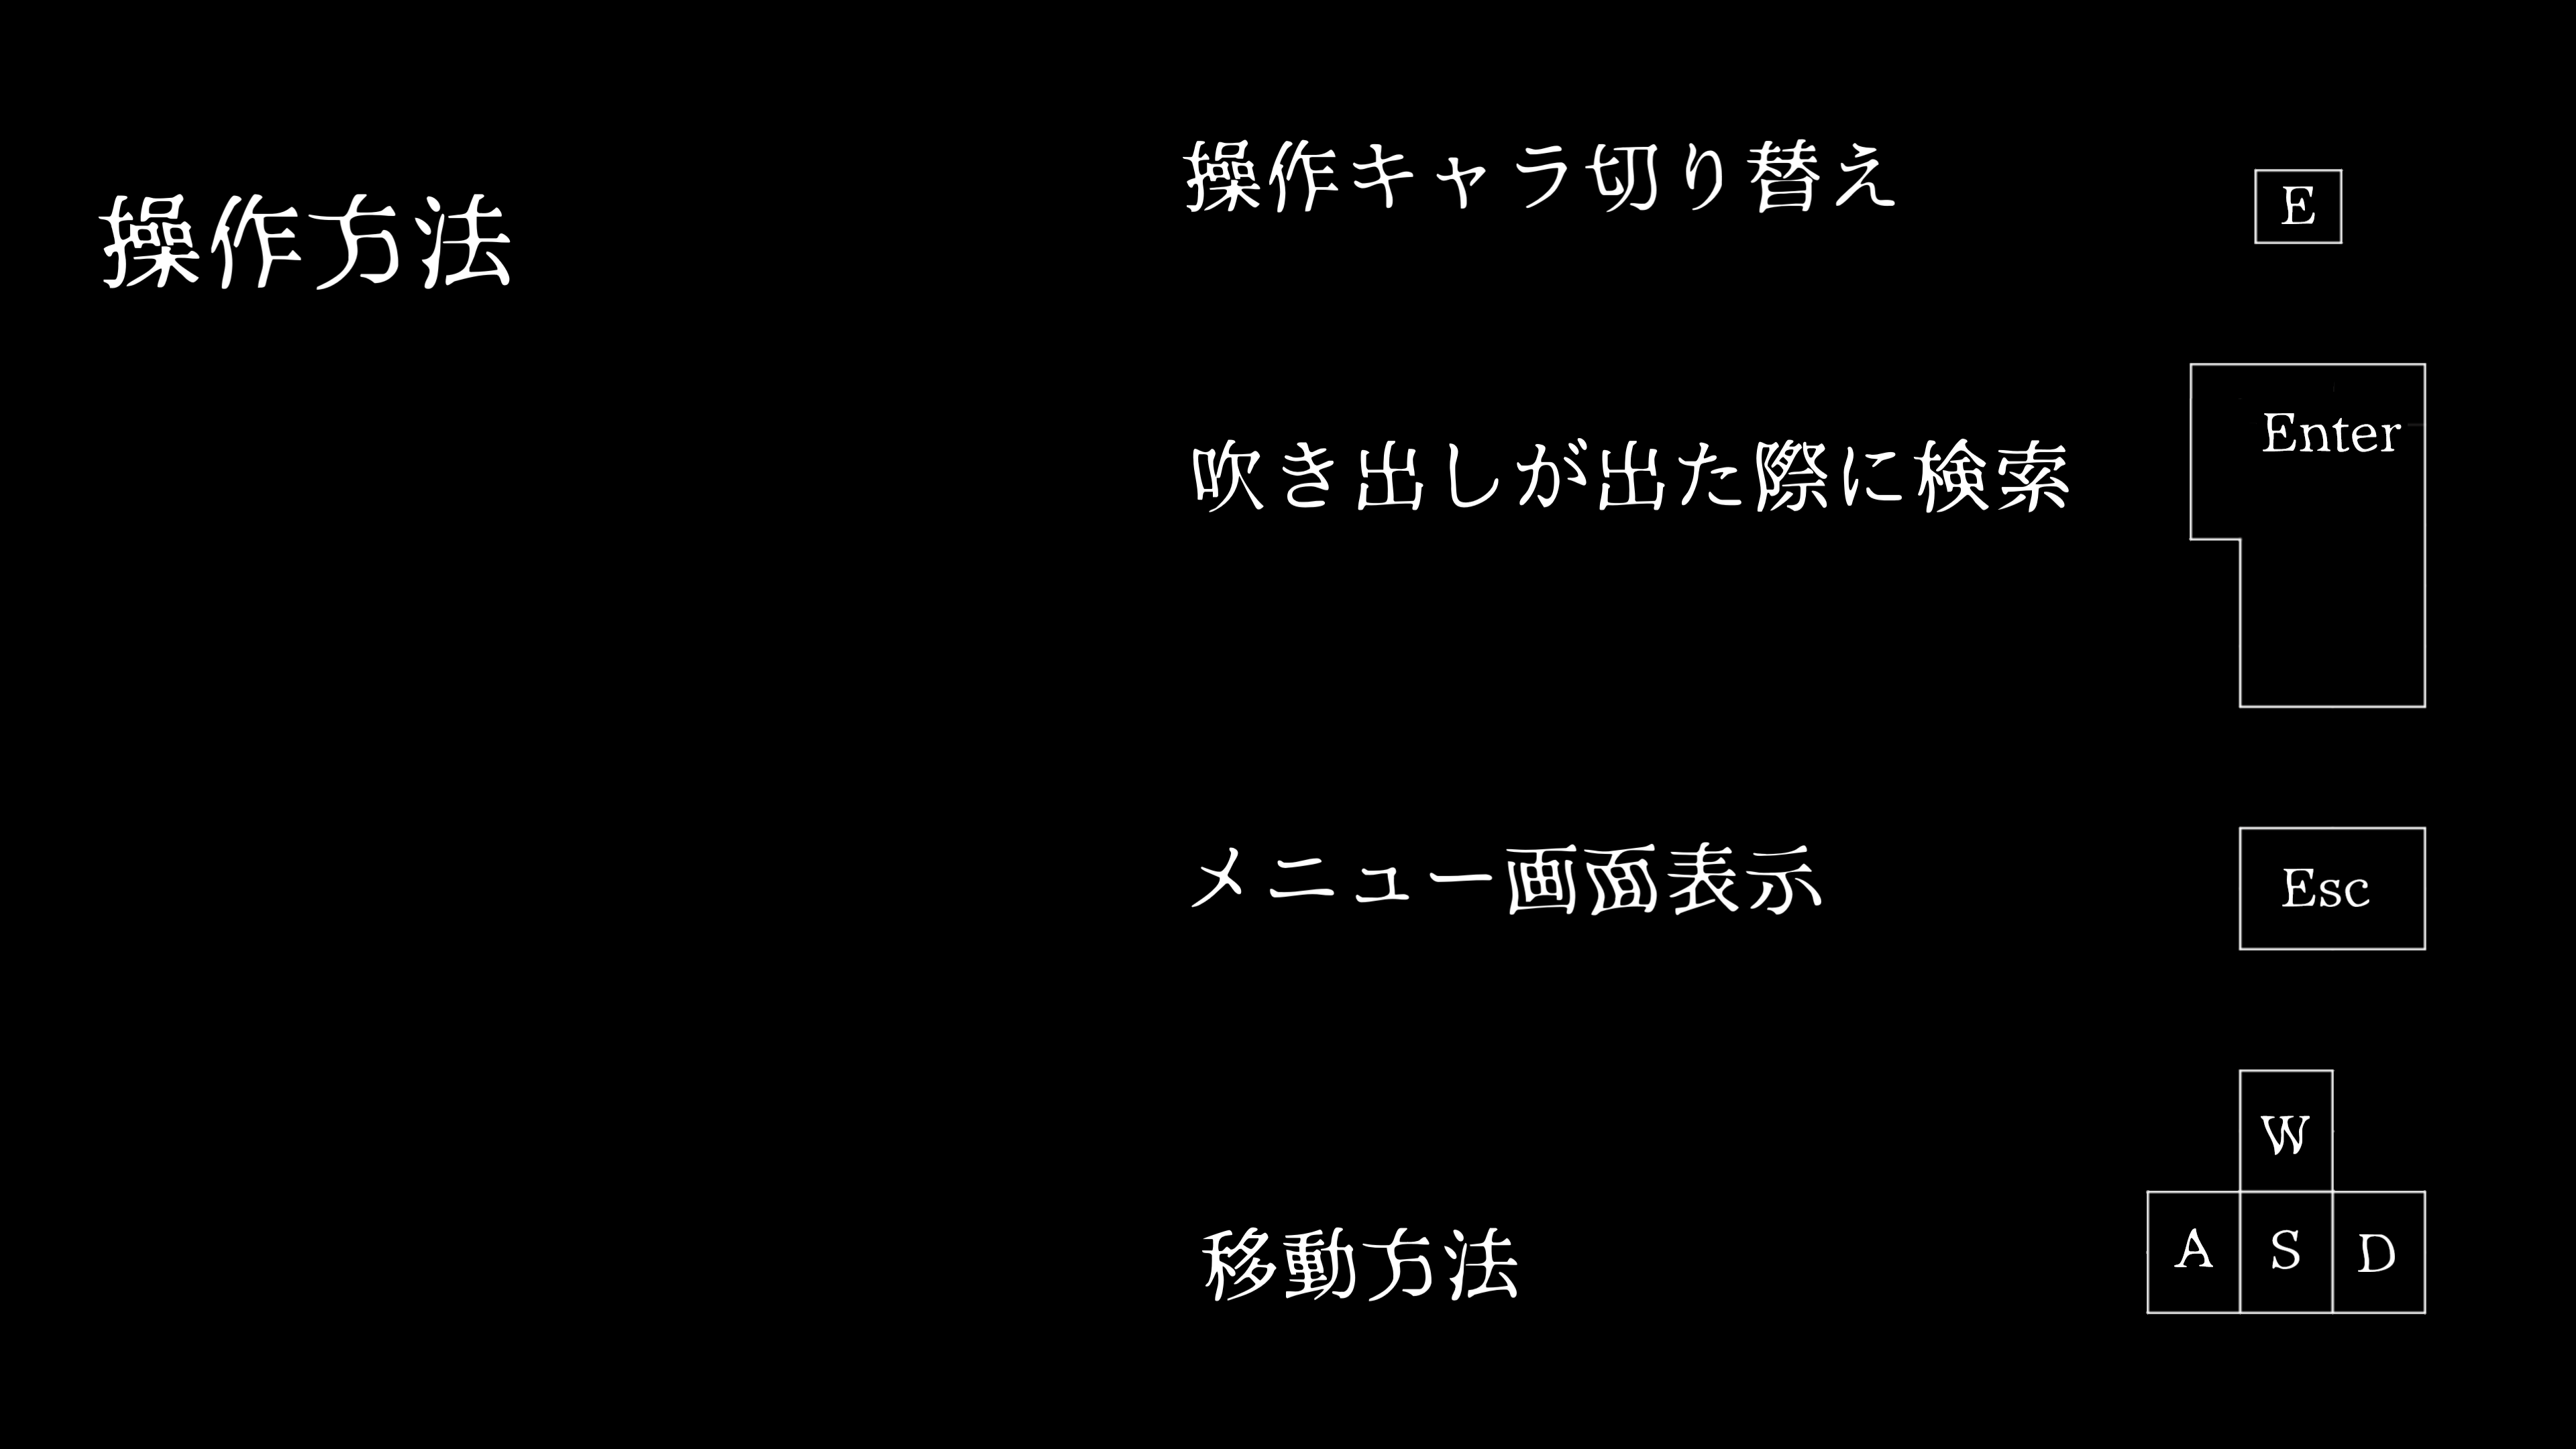 操作方法
操作キャラ切り替え
E
吹き出しが出た際に検索
Enter
メニュー画面表示
Esc
移動方法
W
A S D